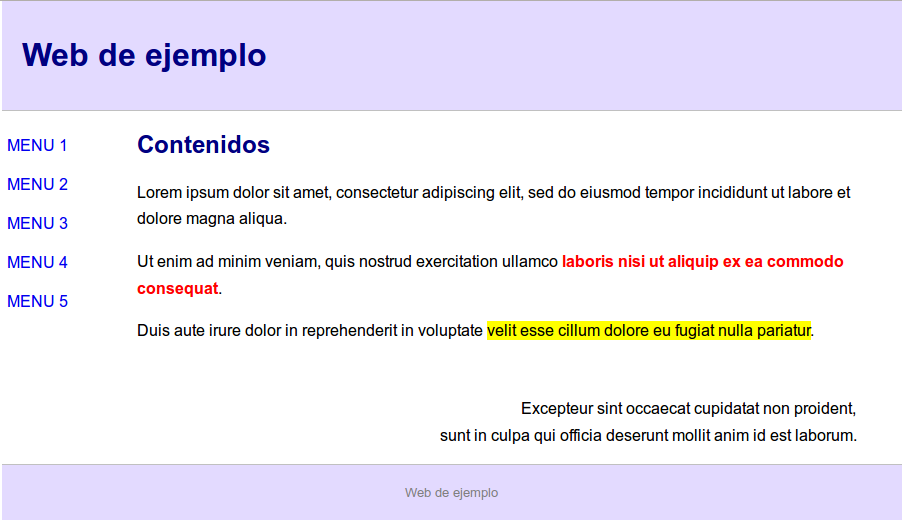 Web de ejemplo
MENU 1
MENU 2
MENU 3
MENU 4
MENU 5
Contenidos
Lorem ipsum dolor sit amet, consectetur adipiscing elit, sed do eiusmod tempor incididunt ut labore et
dolore magna aliqua.
Ut enim ad minim veniam, quis nostrud exercitation ullamco laboris nisi ut aliquip ex ea commodo
consequat.
Duis aute irure dolor in reprehenderit in voluptate velit esse cillum dolore eu fugiat nulla pariatur.
Excepteur sint occaecat cupidatat non proident,
sunt in culpa qui officia deserunt mollit anim id est laborum.
Web de ejemplo